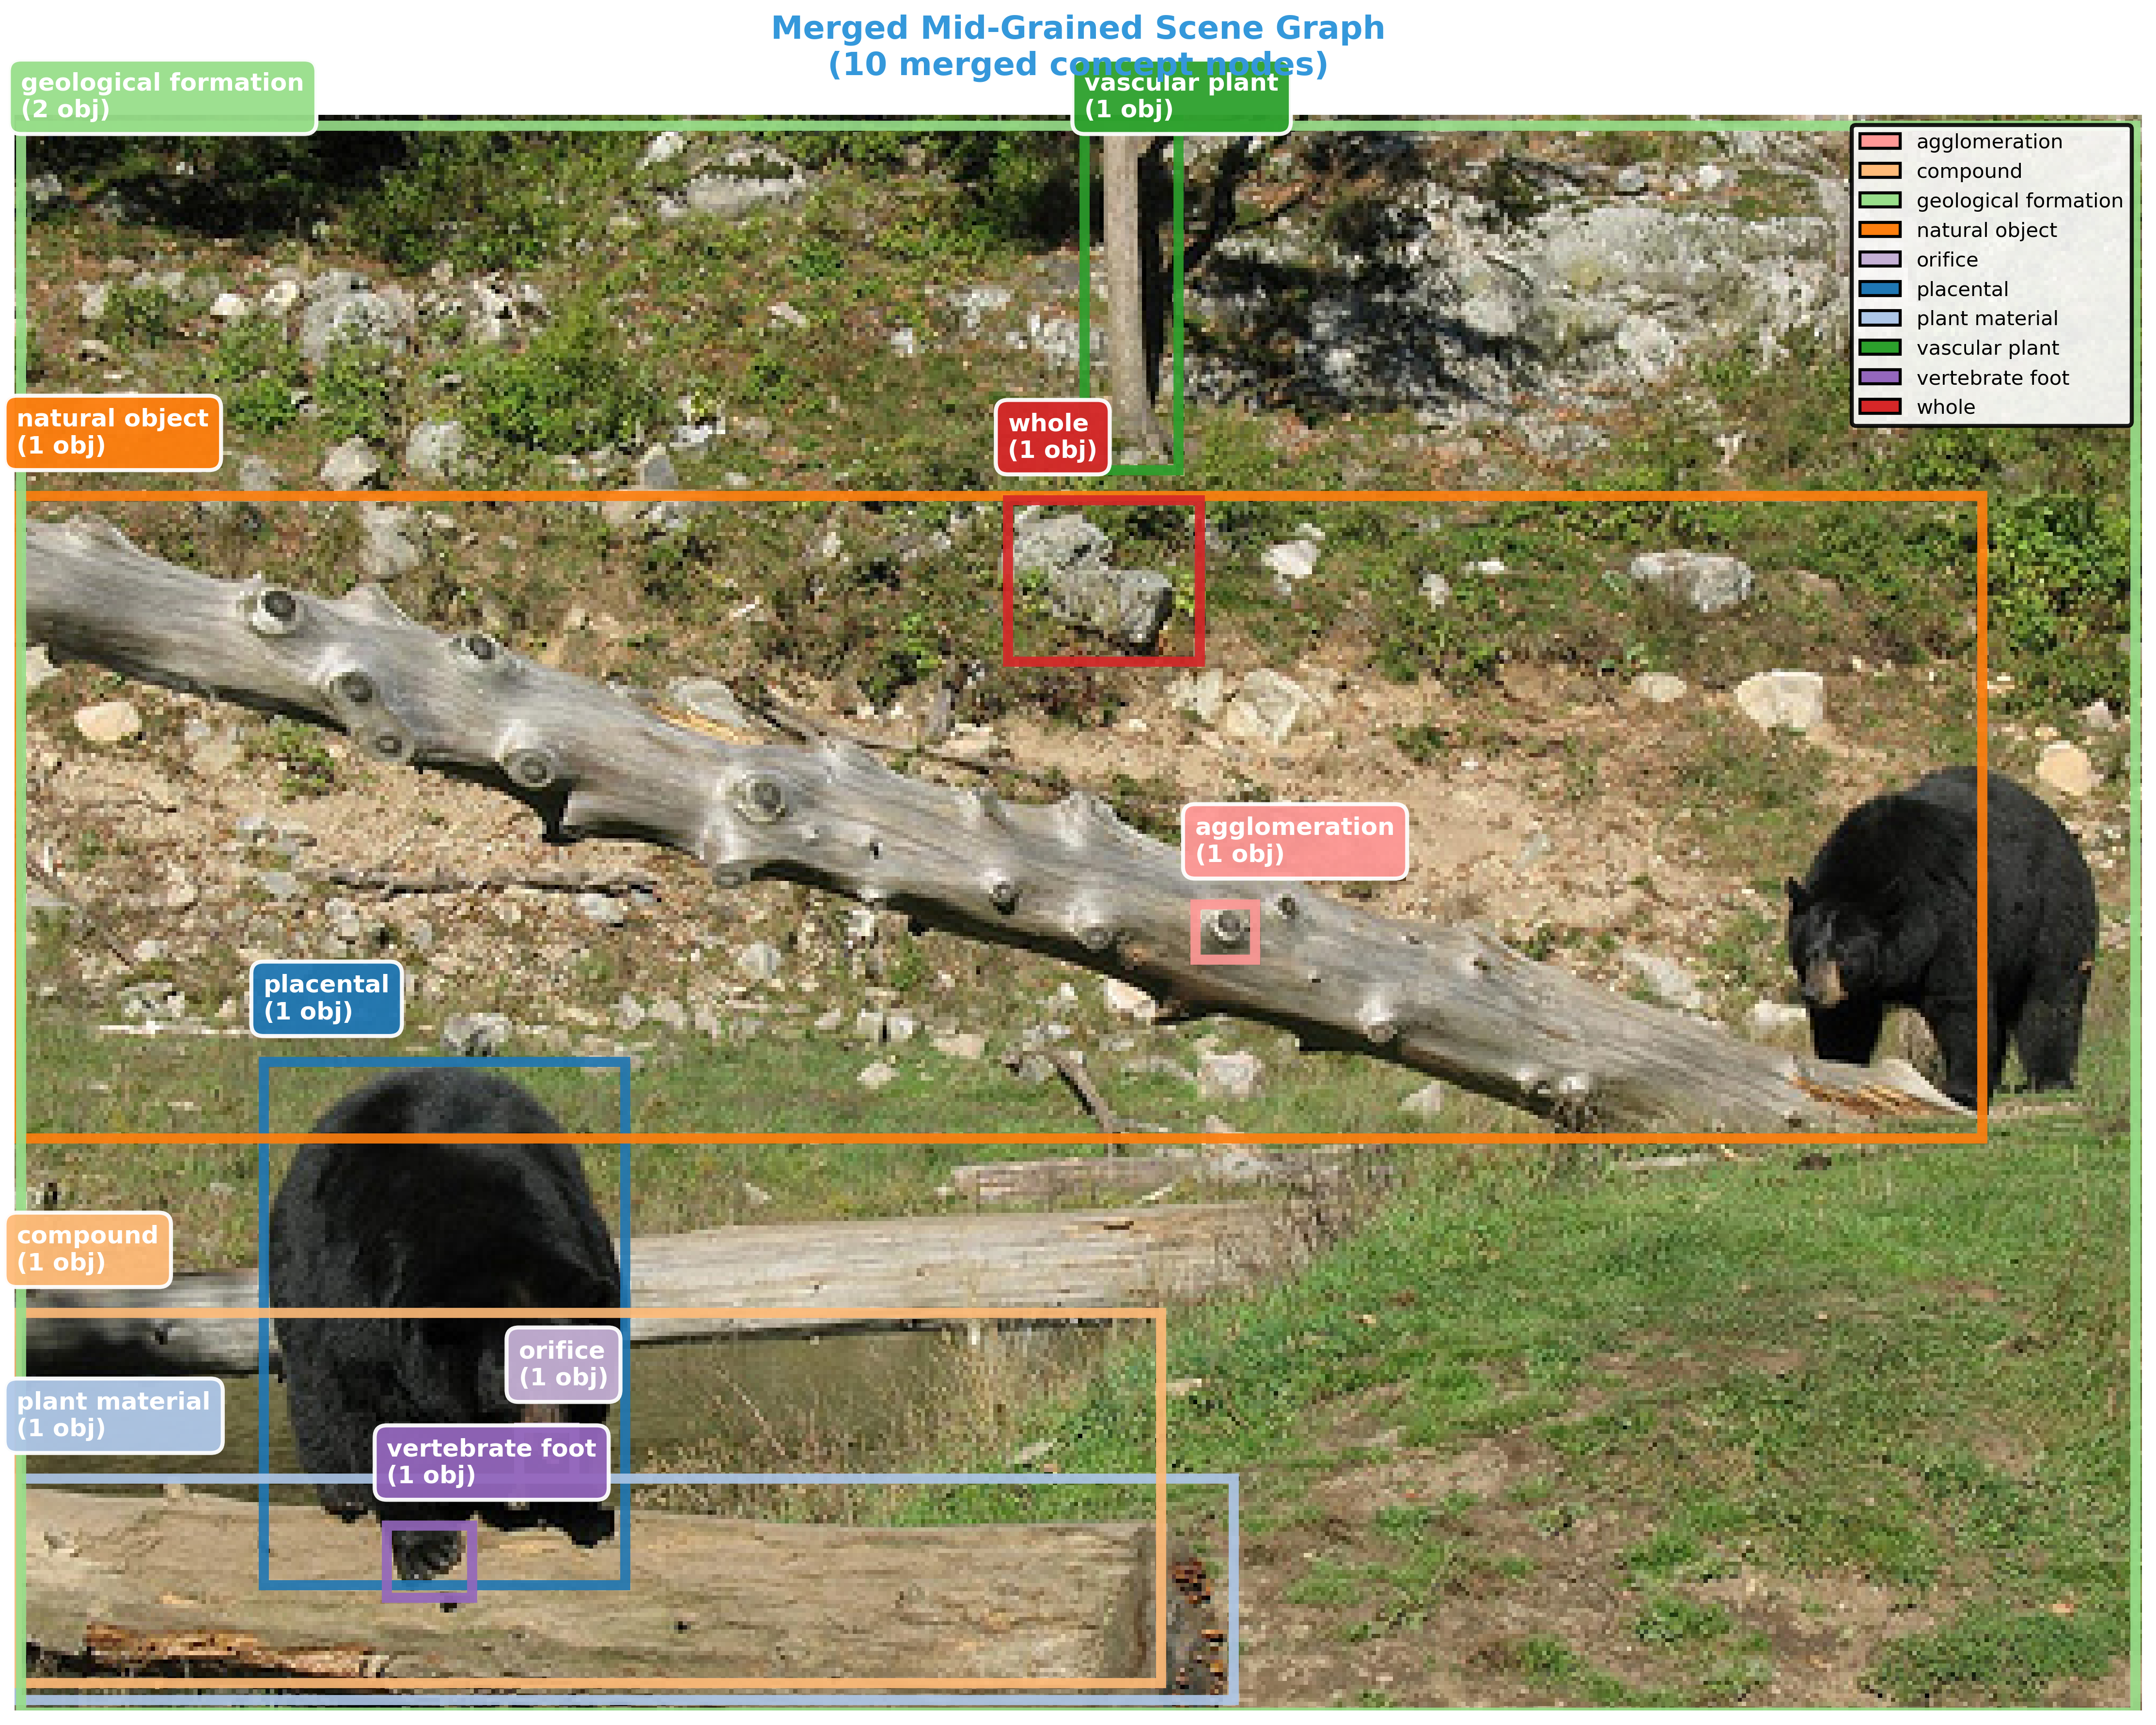 Merged Mid-Grained Scene Graph
(10 merged concept nodes)
geological formation
(2 obj)
vascular plant
(1 obj)
agglomeration
compound
geological formation
natural object
orifice
placental
plant material
vascular plant
vertebrate foot
whole
natural object
(1 obj)
whole
(1 obj)
agglomeration
(1 obj)
placental
(1 obj)
compound
(1 obj)
orifice
(1 obj)
plant material
(1 obj)
vertebrate foot
(1 obj)